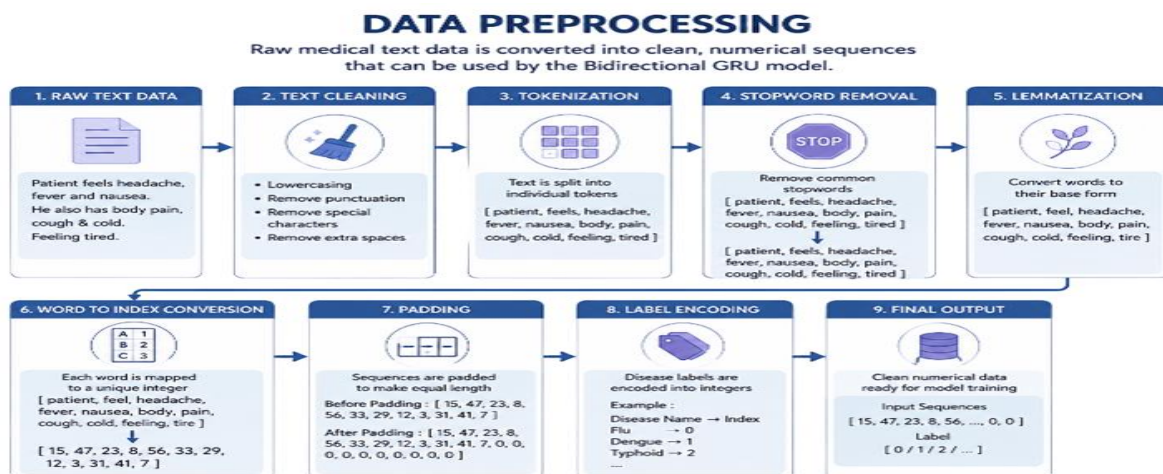 DATA PREPROCESSING
Raw medical text data is converted into clean, numerical sequences
that can be used by the Bidirectional GRU model.
1. RAW TEXT DATA
Patient feels headache,
fever and nausea.
He also has body pain,
cough & cold.
Feeling tired.
2. TEXT CLEANING
• Lowercasing
• Remove punctuation
• Remove special
characters
• Remove extra spaces
3. TOKENIZATION
Text is split into
individual tokens
[ patient, feels, headache,
fever, nausea, body, pain,
cough, cold, feeling, tired ]
4. STOPWORD REMOVAL
STOP
Remove common
stopwords
[ patient, feels, headache,
fever, nausea, body, pain,
cough, cold, feeling, tired ]
[ patient, feels, headache,
fever, nausea, body, pain,
cough, cold, feeling, tired ]
5. LEMMATIZATION
Convert words to
their base form
[ patient, feel, headache,
fever, nausea, body, pain,
cough, cold, feeling, tire ]
6. WORD TO INDEX CONVERSION
A 1
B 2
C 3
Each word is mapped
to a unique integer
[ patient, feel, headache,
fever, nausea, body, pain,
cough, cold, feeling, tire ]
[ 15, 47, 23, 8, 56, 33, 29,
12, 3, 31, 41, 7 ]
7. PADDING
Sequences are padded
to make equal length
Before Padding : [ 15, 47, 23, 8,
56, 33, 29, 12, 3, 31, 41, 7 ]
After Padding : [ 15, 47, 23, 8,
56, 33, 29, 12, 3, 31, 41, 7, 0, 0,
0, 0, 0, 0, 0, 0, 0, 0 ]
8. LABEL ENCODING
Disease labels are
encoded into integers
Example :
Disease Name → Index
Flu → 0
Dengue → 1
Typhoid → 2
...
9. FINAL OUTPUT
Clean numerical data
ready for model training
Input Sequences
[ 15, 47, 23, 8, 56, ..., 0, 0 ]
Label
[ 0 / 1 / 2 / ... ]